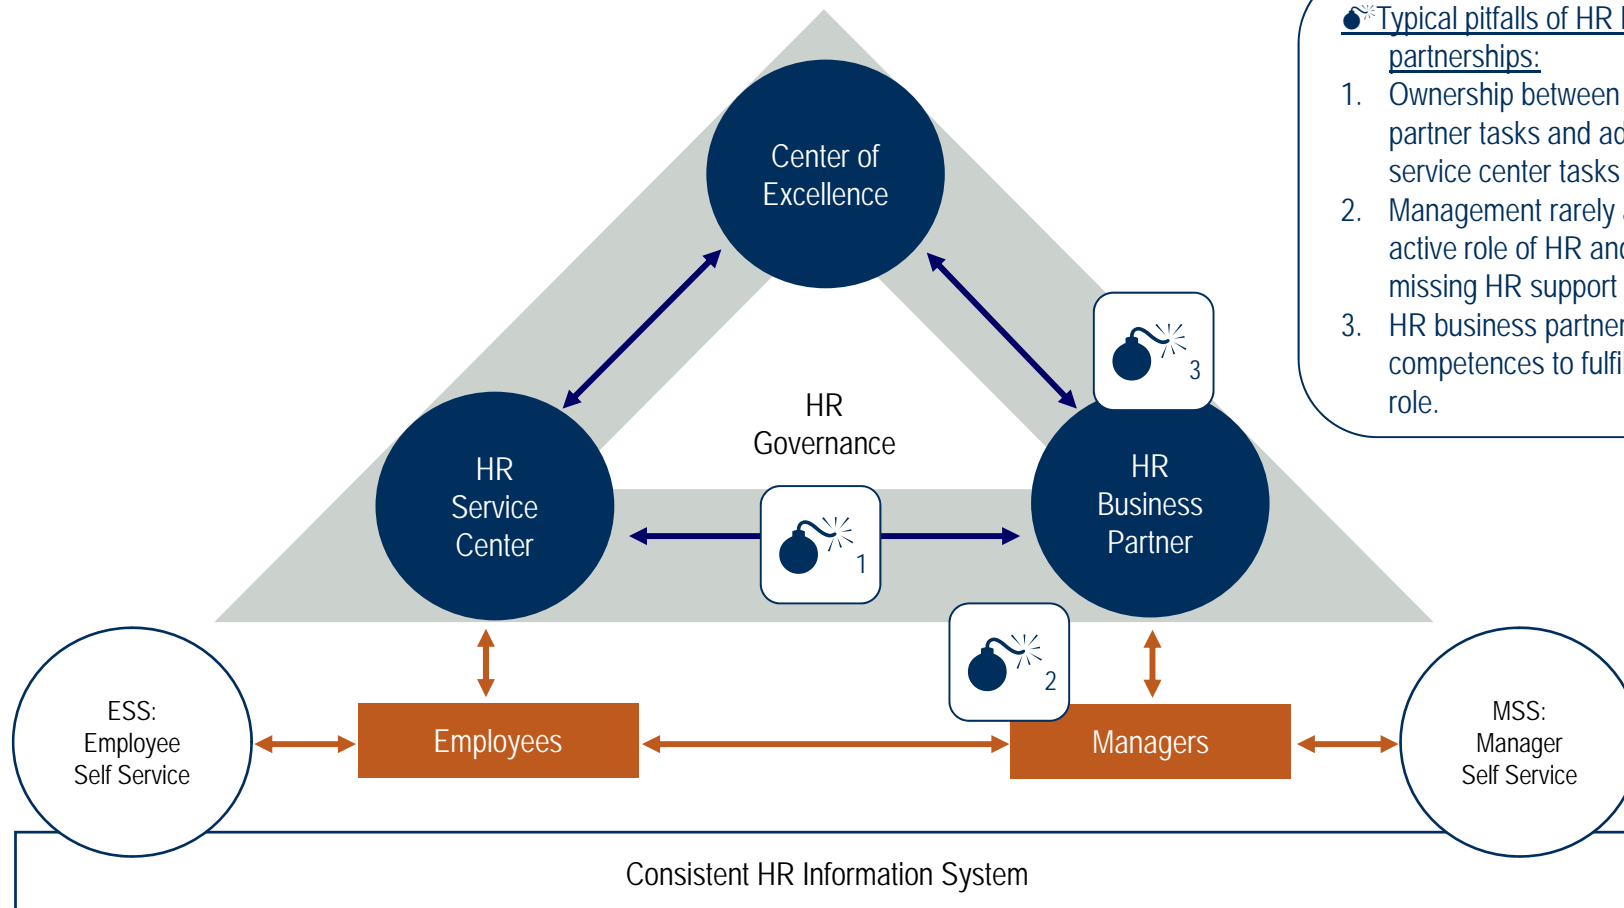 Typical pitfalls of HR
partnerships:
1. Ownership between
partner tasks and
service center tasks
2. Management rarely
active role of HR
missing HR support
3. HR business
competences to
role.
Center of
Excellence
3
HR
Governance
HR
Service
Center
HR
Business
Partner
1
2
ESS:
Employee
Self Service
Employees
Managers
MSS:
Manager
Self Service
Consistent HR Information System